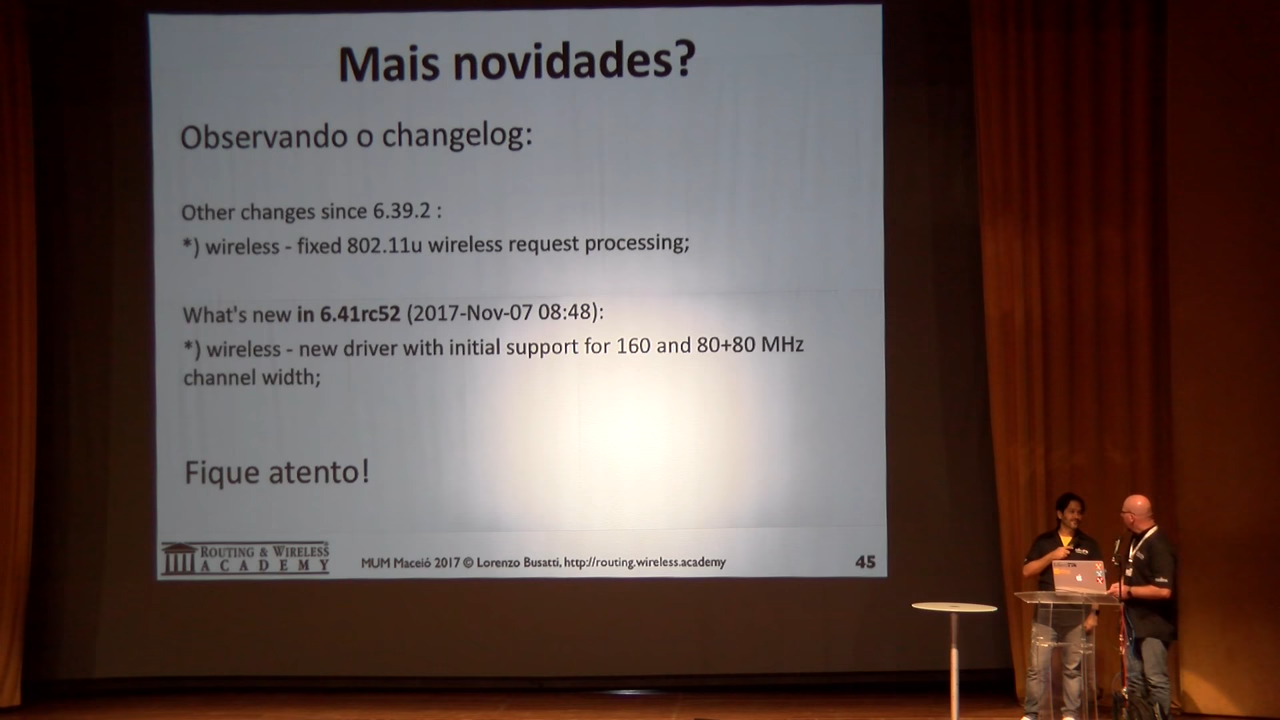 Mais novidades?
Observando o changelog:
Other changes since 6.39.2 :
*) wireless - fixed 802.11u wireless request processing;
What's new in 6.41rc52 (2017-Nov-07 08:48):
*) wireless - new driver with initial support for 160 and 80+80 MHz
channel width;
Fique atento!
ROUTING & WIRELESS
ACADEMY
MUM Maceió 2017 © Lorenzo Busatti, http://routing.wireless.academy
45